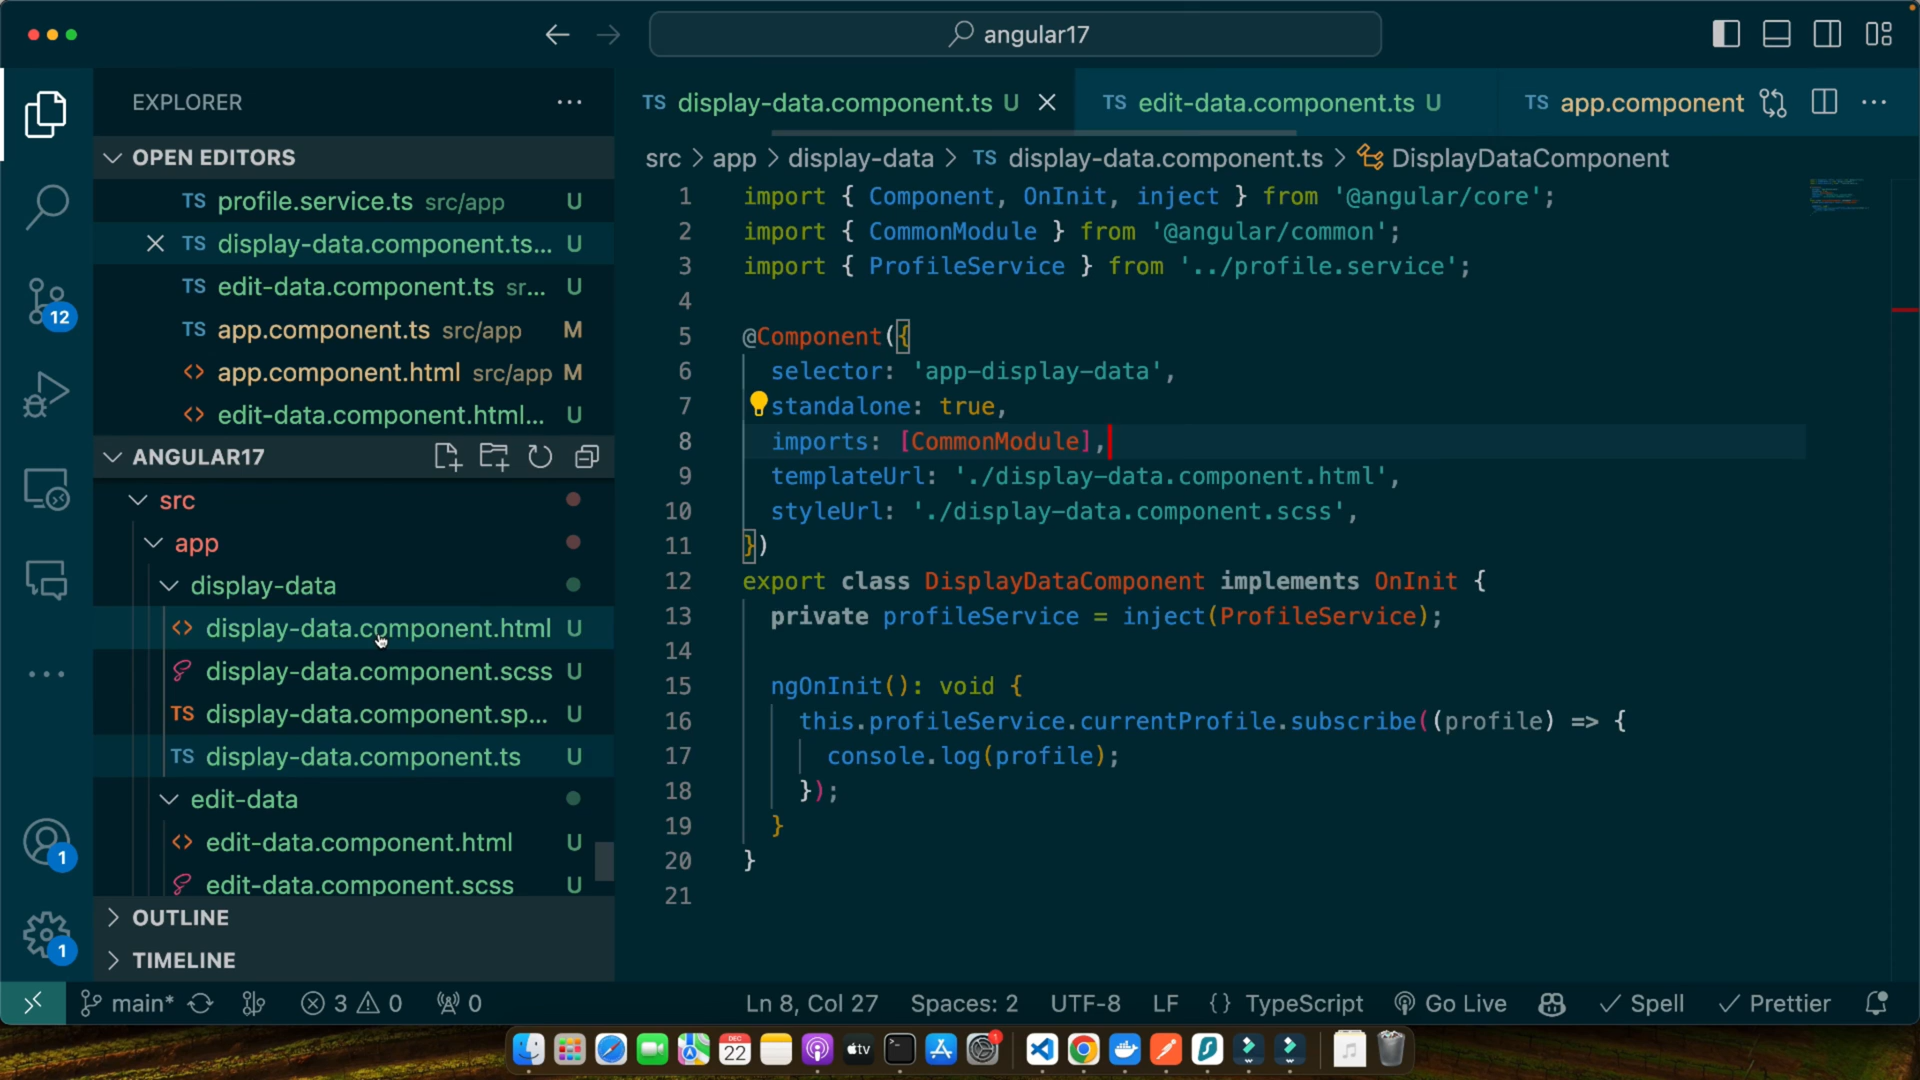 angular17
EXPLORER
OPEN EDITORS
TS profile.service.ts src/app U
TS display-data.component.ts... U
TS edit-data.component.ts sr... U
TS app.component.ts src/app M
<> app.component.html src/app M
<> edit-data.component.html... U
ANGULAR17
src
app
display-data
<> display-data.component.html U
display-data.component.scss U
TS display-data.component.sp... U
TS display-data.component.ts U
edit-data
<> edit-data.component.html U
edit-data.component.scss U
OUTLINE
TIMELINE
12
1
1
TS display-data.component.ts U
TS edit-data.component.ts U
TS app.component
src > app > display-data > TS display-data.component.ts > DisplayDataComponent
1 import { Component, OnInit, inject } from '@angular/core';
2 import { CommonModule } from '@angular/common';
3 import { ProfileService } from '../profile.service';
4
5 @Component({
6 selector: 'app-display-data',
7 standalone: true,
8 imports: [CommonModule],
9 templateUrl: './display-data.component.html',
10 styleUrl: './display-data.component.scss',
11 })
12 export class DisplayDataComponent implements OnInit {
13 private profileService = inject(ProfileService);
14
15 ngOnInit(): void {
16 this.profileService.currentProfile.subscribe((profile) => {
17 console.log(profile);
18 });
19 }
20 }
21
main* 3 0 0 Ln 8, Col 27 Spaces: 2 UTF-8 LF {} TypeScript Go Live Spell Prettier
DEC
22
tv
1